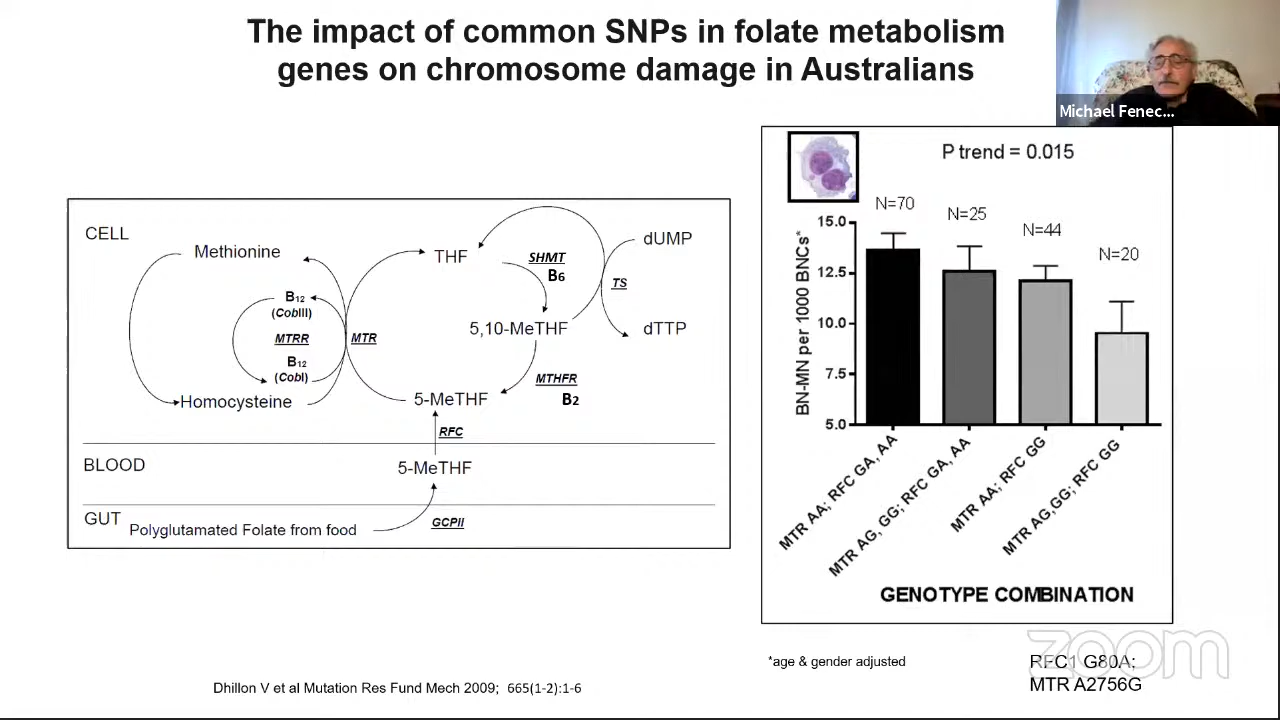 The impact of common SNPs in folate metabolism
genes on chromosome damage in Australians
Michael Fenec...
CELL
Methionine
THF
SHMT
B6
dUMP
TS
B12
(CobIII)
MTRR
MTR
B12
(CobI)
5,10-MeTHF
dTTP
MTHFR
B2
Homocysteine
5-MeTHF
RFC
BLOOD
5-MeTHF
GUT
Polyglutamated Folate from food
GCPII
P trend = 0.015
N=70
N=25
N=44
N=20
BN-MN per 1000 BNCs*
15.0
12.5
10.0
7.5
5.0
MTR AA; RFC GA, AA
MTR AG, GG; RFC GA, AA
MTR AA; RFC GG
MTR AG,GG; RFC GG
GENOTYPE COMBINATION
zoom
*age & gender adjusted
RFC1 G80A;
MTR A2756G
Dhillon V et al Mutation Res Fund Mech 2009; 665(1-2):1-6